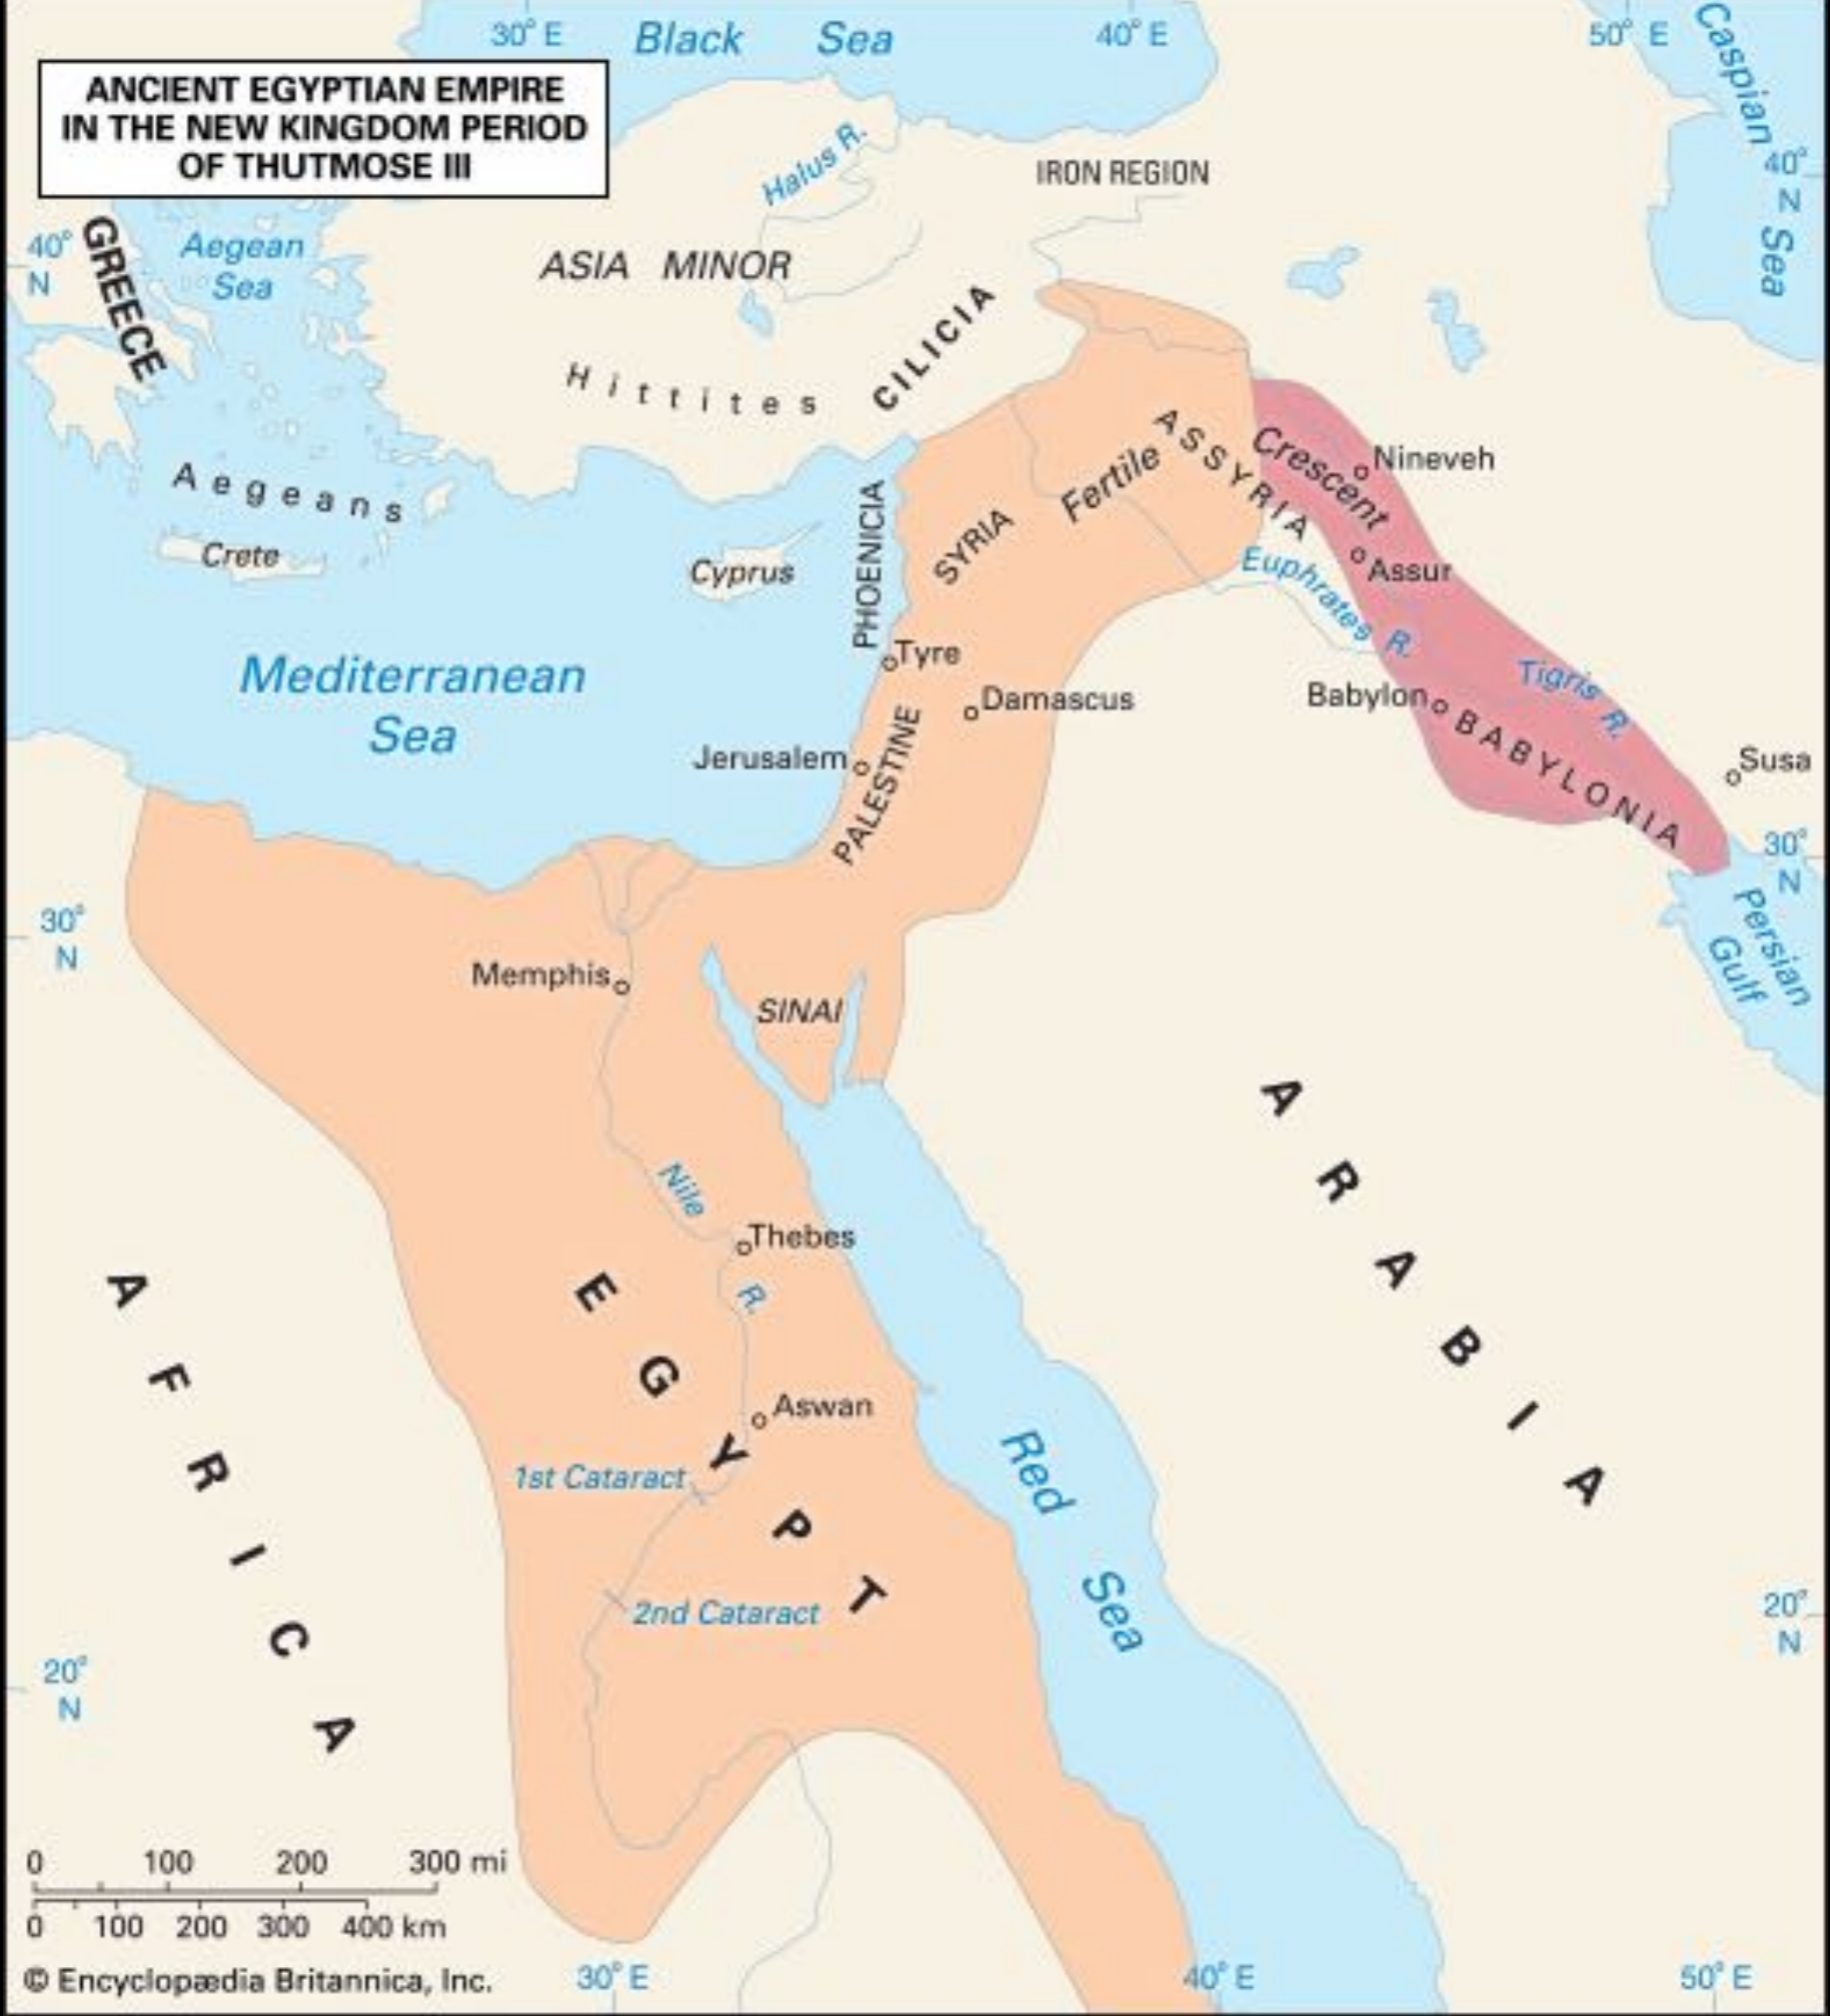 30° E
Black Sea
40° E
50° E
Caspian Sea
ANCIENT EGYPTIAN EMPIRE
IN THE NEW KINGDOM PERIOD
OF THUTMOSE III
Halus R.
IRON REGION
40°
N
40°
N
GREECE
Aegean
Sea
ASIA MINOR
CILICIA
Hittites
ASSYRIA
Fertile Crescent
Nineveh
Aegeans
Crete
Cyprus
PHOENICIA
SYRIA
Euphrates R.
Assur
Mediterranean
Sea
Tyre
Damascus
Babylon
Tigris R.
BABYLONIA
Susa
Jerusalem
PALESTINE
30°
N
30°
N
Persian
Gulf
Memphis
SINAI
ARABIA
Nile R.
Thebes
EGYPT
AFRICA
Aswan
1st Cataract
Red Sea
2nd Cataract
20°
N
20°
N
0 100 200 300 mi
0 100 200 300 400 km
© Encyclopædia Britannica, Inc.
30° E
40° E
50° E